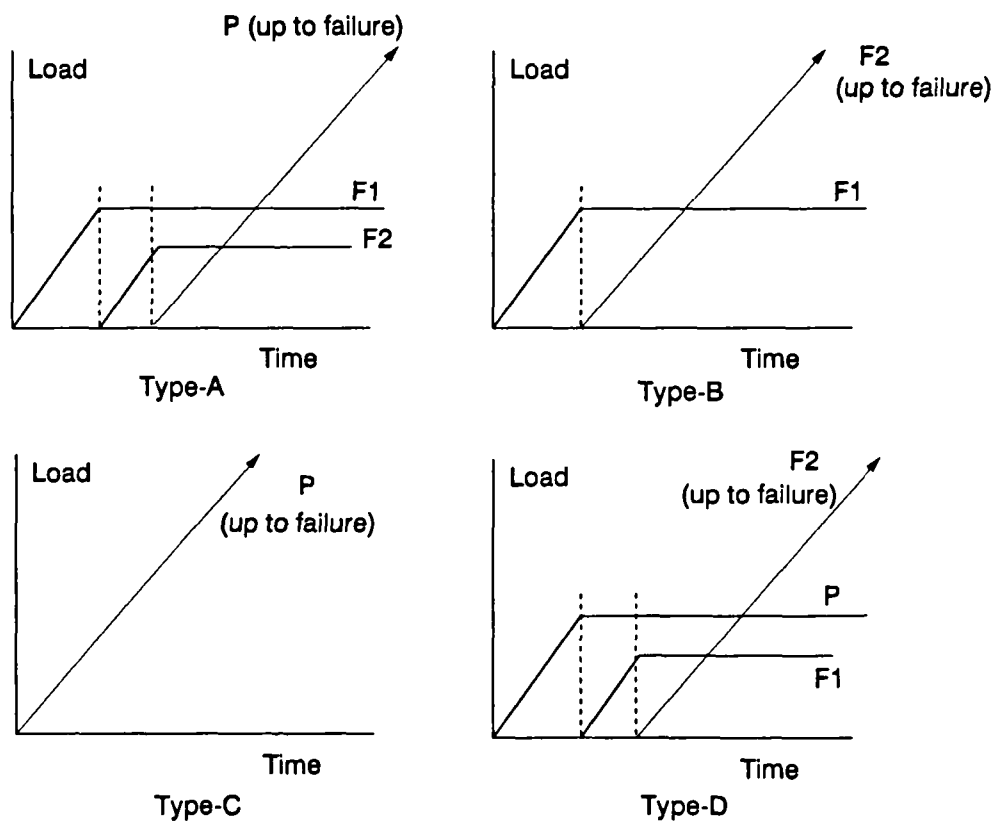 P (up to failure)
Load
F1
F2
Time
Type-A
F2
(up to failure)
Load
F1
Time
Type-B
Load
P
(up to failure)
Time
Type-C
F2
(up to failure)
Load
P
F1
Time
Type-D